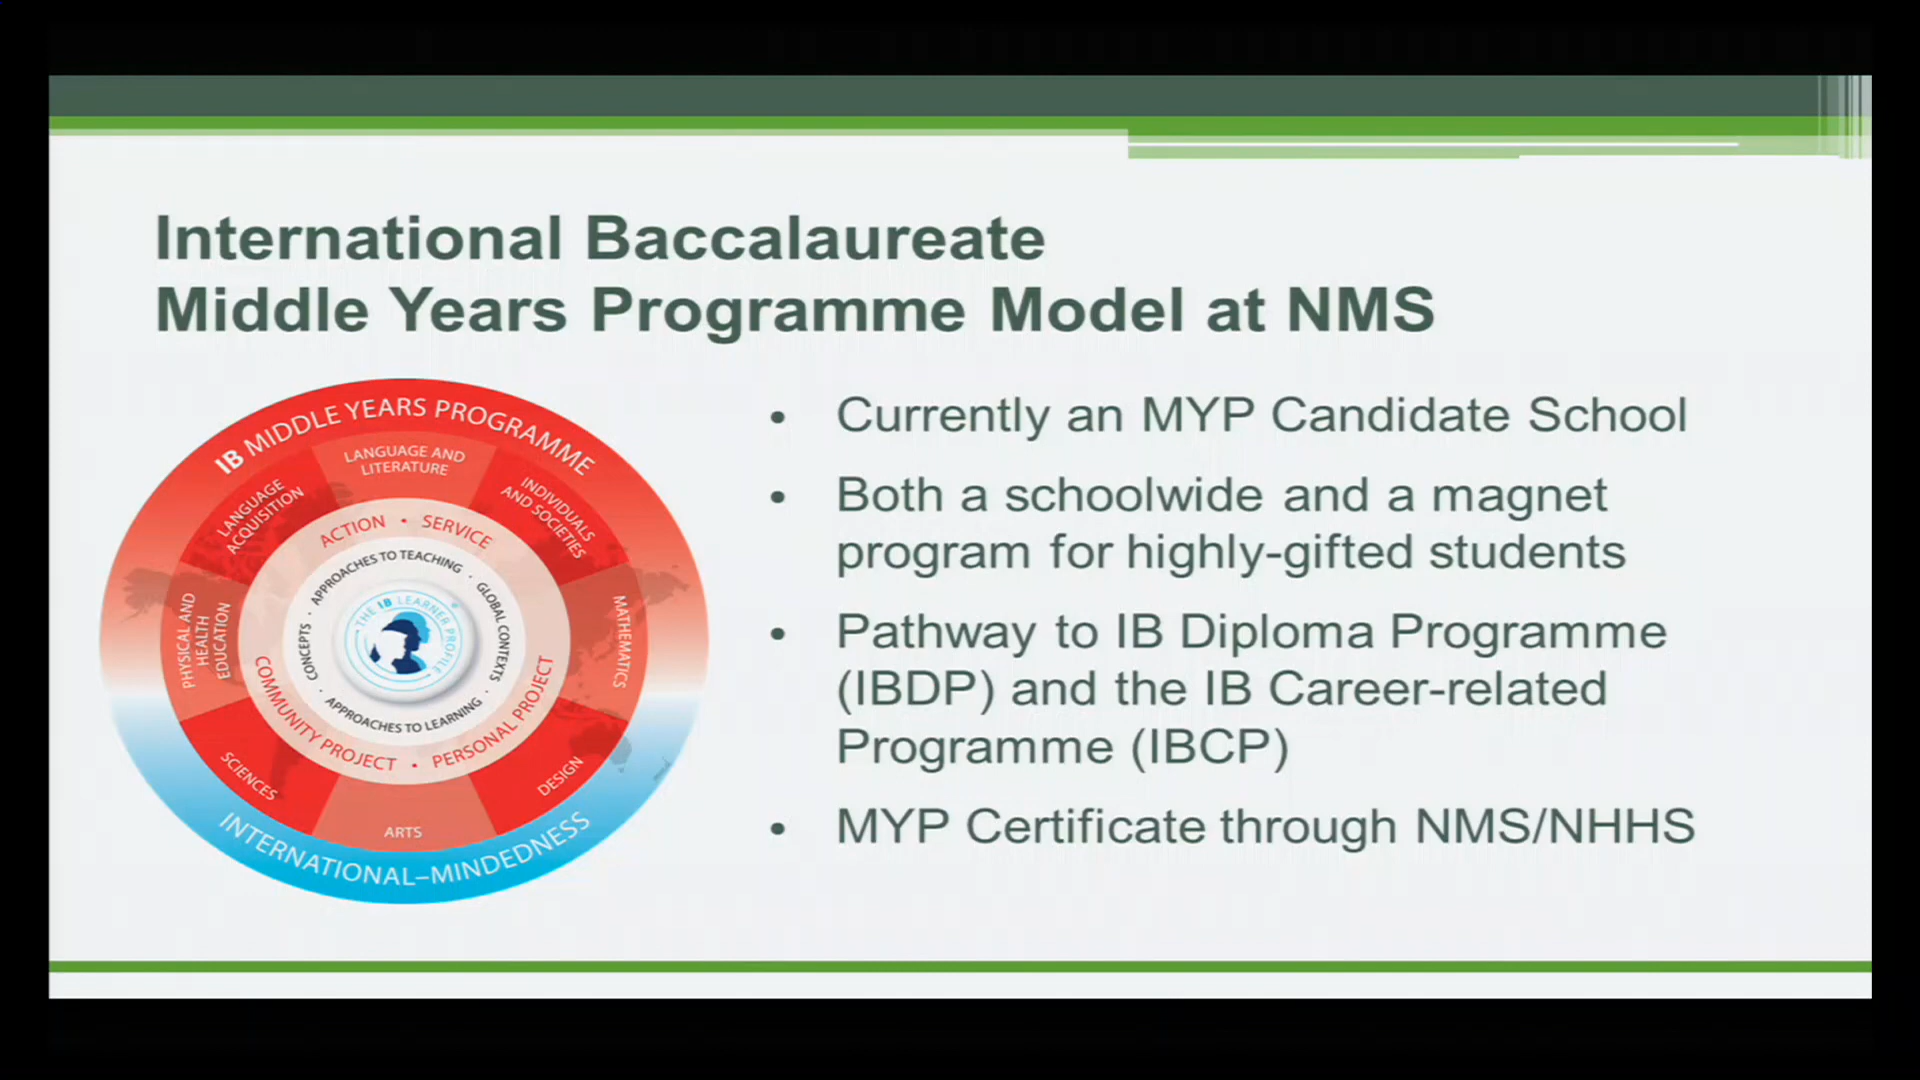 International Baccalaureate
Middle Years Programme Model at NMS
IB MIDDLE YEARS PROGRAMME
LANGUAGE AND
LITERATURE
LANGUAGE
ACQUISITION
INDIVIDUALS
AND SOCIETIES
PHYSICAL AND
HEALTH
EDUCATION
MATHEMATICS
SCIENCES
ARTS
DESIGN
ACTION • SERVICE
COMMUNITY PROJECT • PERSONAL PROJECT
APPROACHES TO TEACHING · GLOBAL CONTEXTS · APPROACHES TO LEARNING · CONCEPTS ·
THE IB LEARNER PROFILE
INTERNATIONAL–MINDEDNESS
• Currently an MYP Candidate School
• Both a schoolwide and a magnet
program for highly-gifted students
• Pathway to IB Diploma Programme
(IBDP) and the IB Career-related
Programme (IBCP)
• MYP Certificate through NMS/NHHS